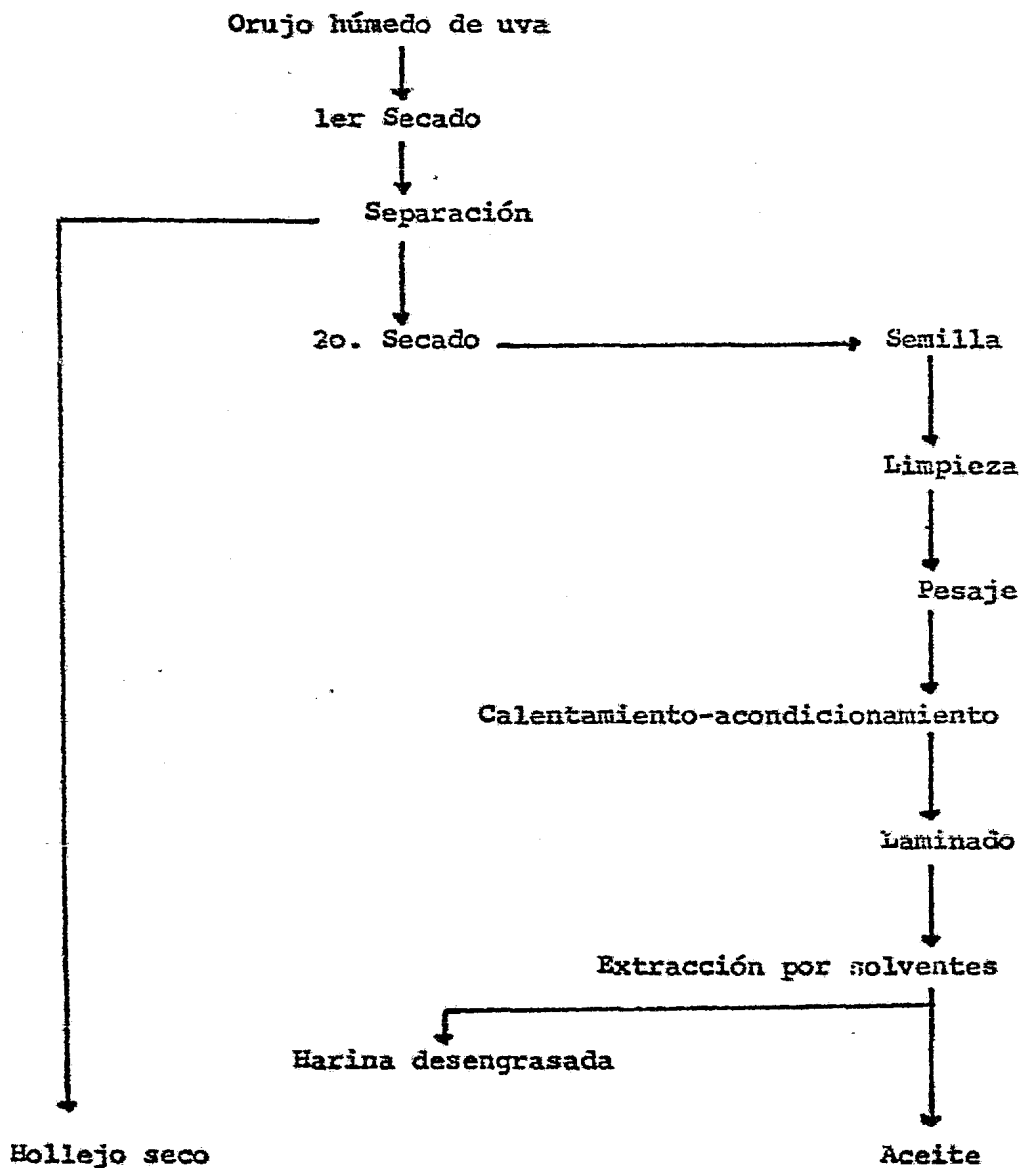 Orujo húmedo de uva
1er Secado
Separación
2o. Secado
Semilla
Limpieza
Pesaje
Calentamiento-acondicionamiento
Laminado
Extracción por solventes
Harina desengrasada
Hollejo seco
Aceite